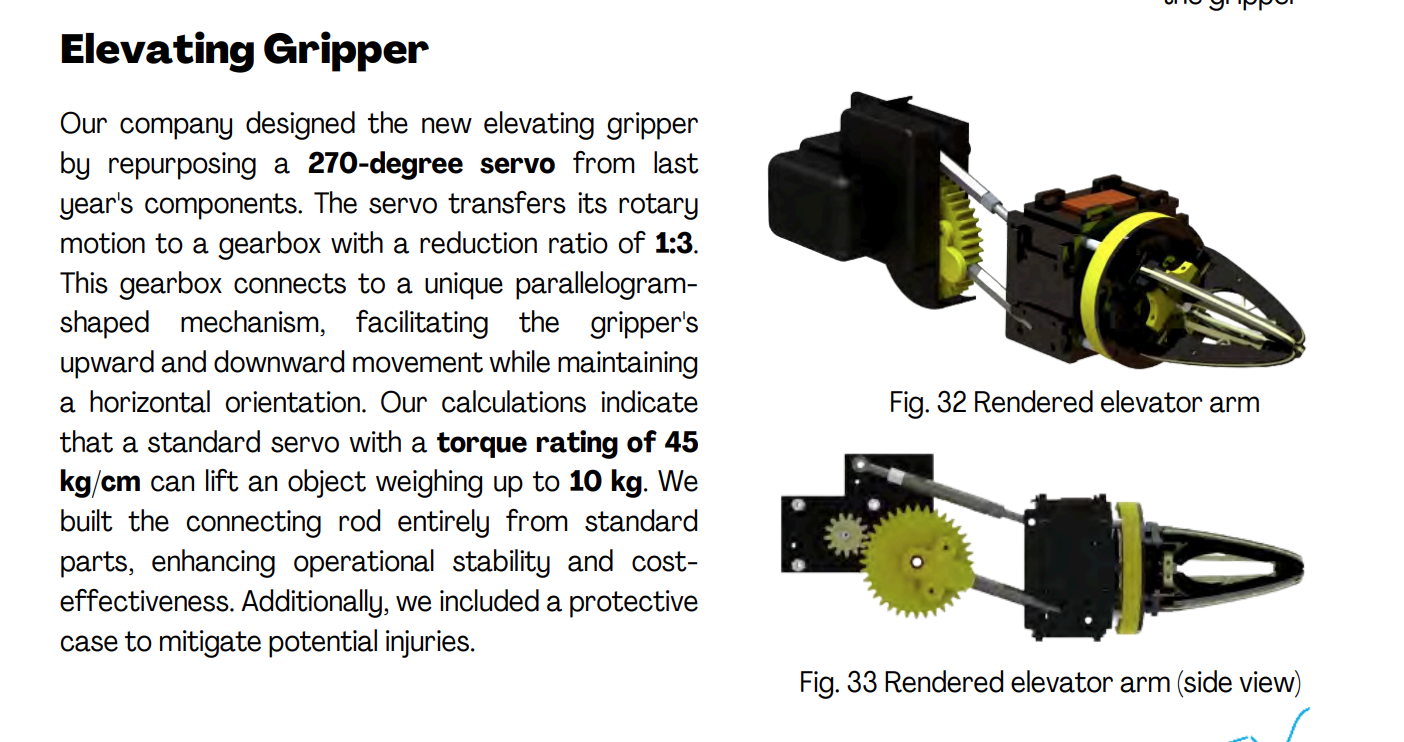 the gripper
Elevating Gripper
Our company designed the new elevating gripper
by repurposing a 270-degree servo from last
year's components. The servo transfers its rotary
motion to a gearbox with a reduction ratio of 1:3.
This gearbox connects to a unique parallelogram-
shaped mechanism, facilitating the gripper's
upward and downward movement while maintaining
a horizontal orientation. Our calculations indicate
that a standard servo with a torque rating of 45
kg/cm can lift an object weighing up to 10 kg. We
built the connecting rod entirely from standard
parts, enhancing operational stability and cost-
effectiveness. Additionally, we included a protective
case to mitigate potential injuries.
Fig. 32 Rendered elevator arm
Fig. 33 Rendered elevator arm (side view)